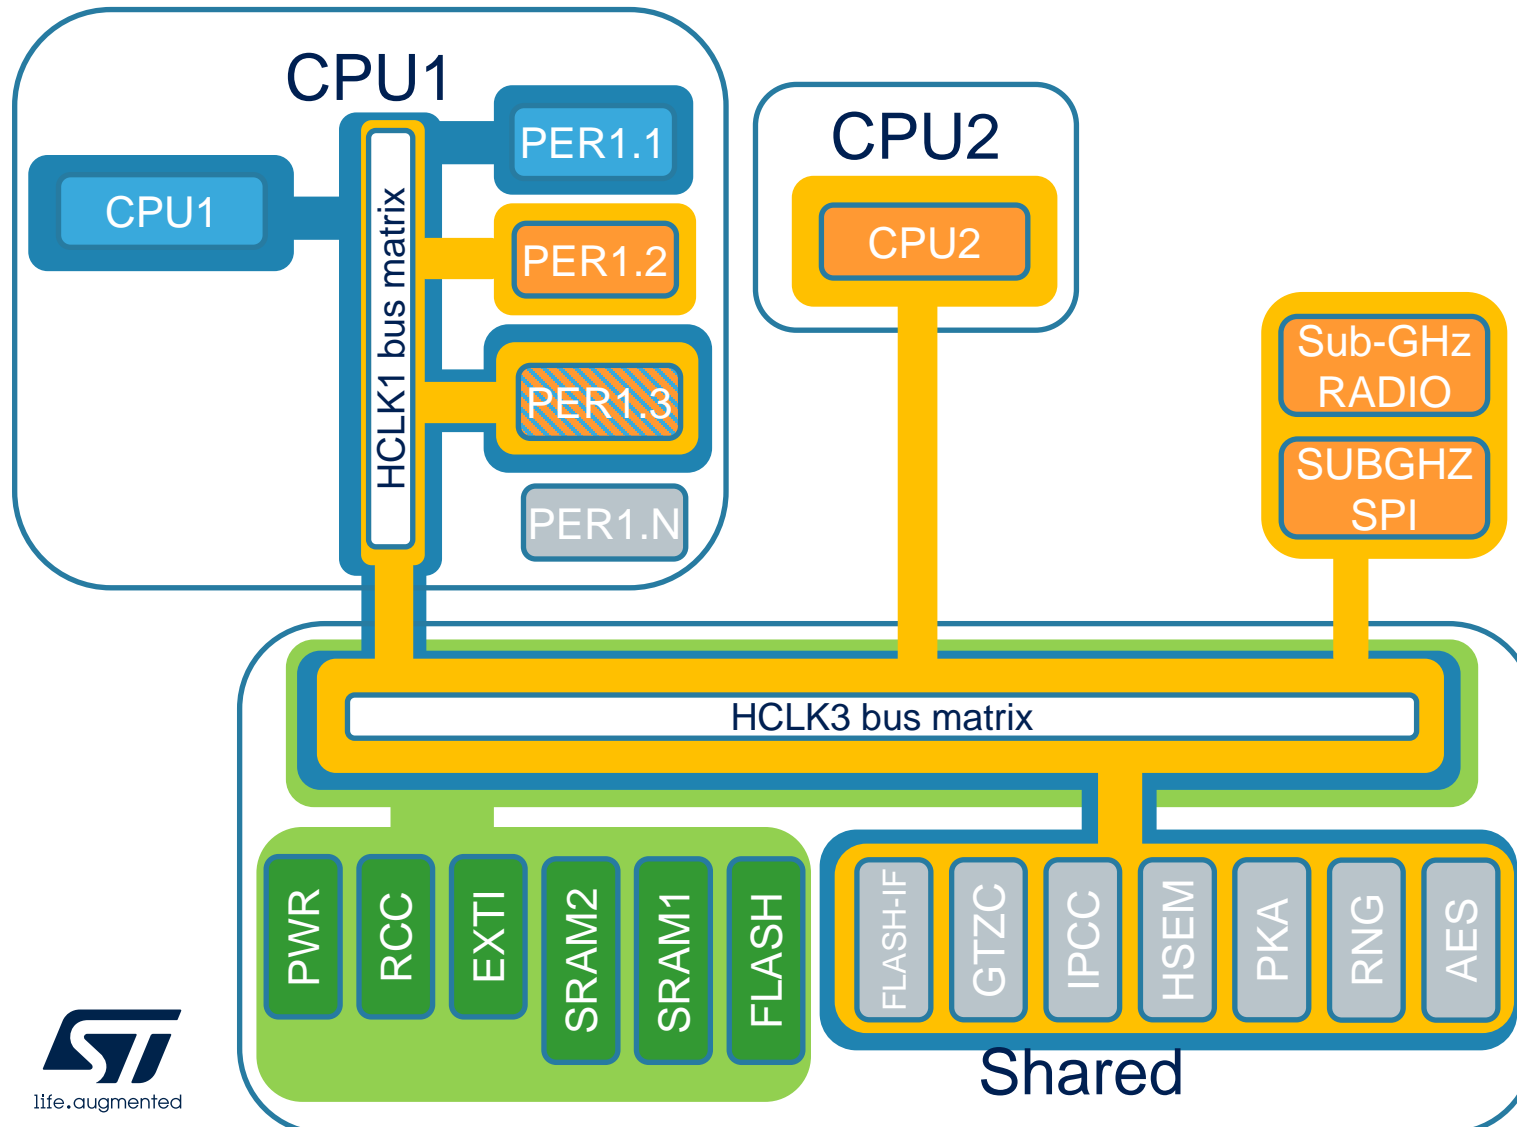 CPU1
CPU1
HCLK1 bus matrix
PER1.1
PER1.2
PER1.3
PER1.N
CPU2
CPU2
Sub-GHz
RADIO
SUBGHZ
SPI
HCLK3 bus matrix
PWR
RCC
EXTI
SRAM2
SRAM1
FLASH
FLASH-IF
GTZC
IPCC
HSEM
PKA
RNG
AES
Shared
ST
life.augmented